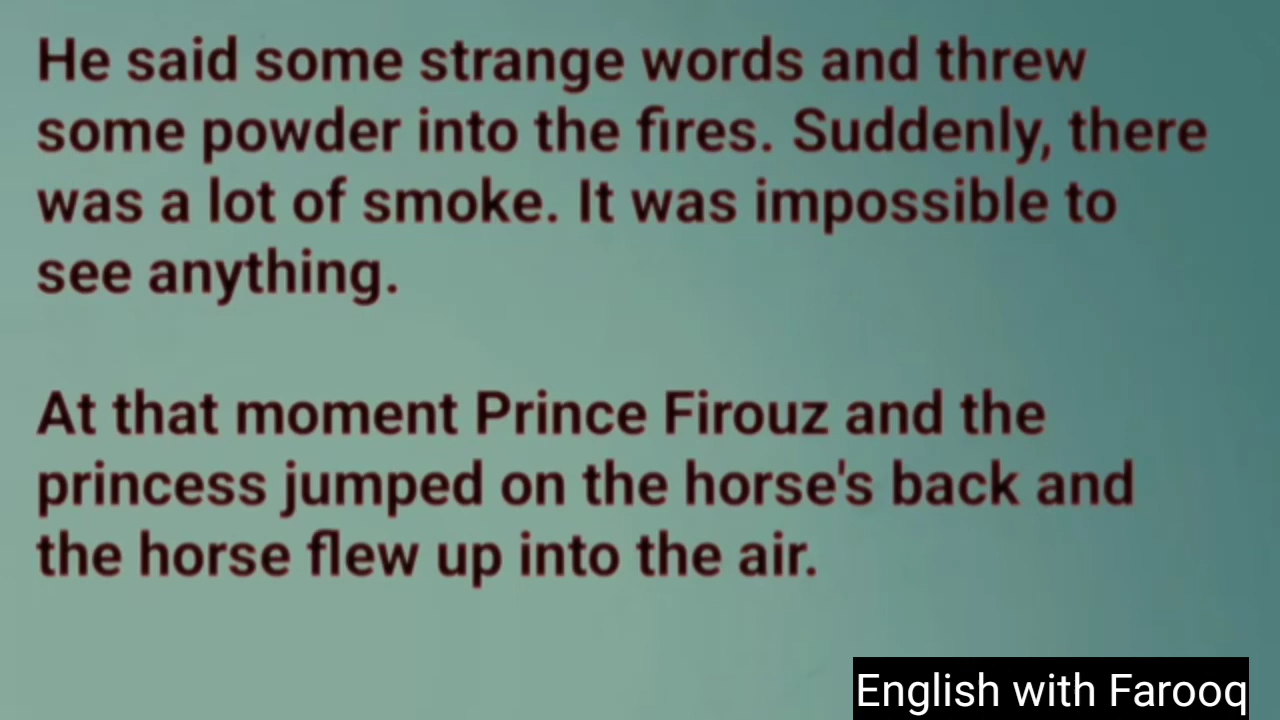 He said some strange words and threw
some powder into the fires. Suddenly, there
was a lot of smoke. It was impossible to
see anything.
At that moment Prince Firouz and the
princess jumped on the horse's back and
the horse flew up into the air.
English with Farooq